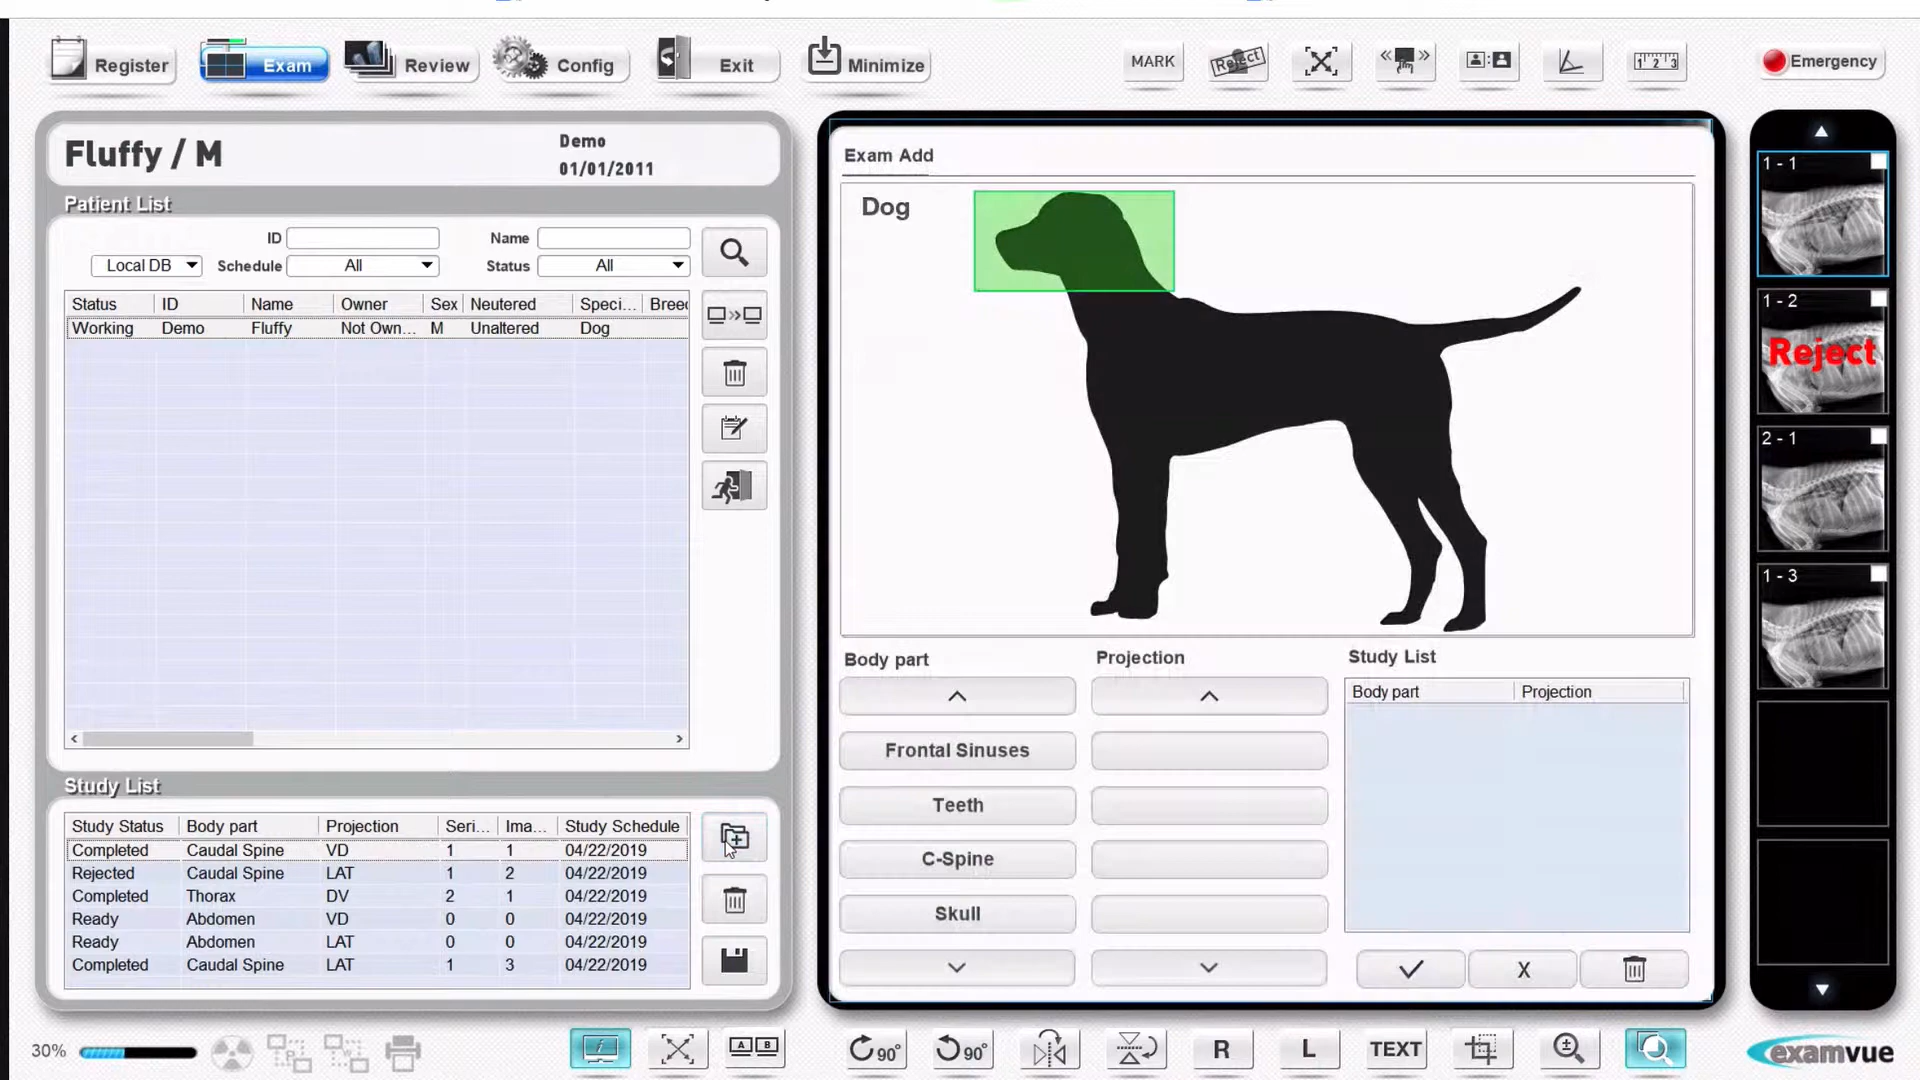 Register
Exam
Review
Config
Exit
Minimize
MARK
Reject
1 2 3
Emergency
Fluffy / M
Demo
01/01/2011
Patient List
ID
Name
Local DB
Schedule
All
Status
All
Status ID Name Owner Sex Neutered Speci... Breed
Working Demo Fluffy Not Own... M Unaltered Dog
Study List
Study Status Body part Projection Seri... Ima... Study Schedule
Completed Caudal Spine VD 1 1 04/22/2019
Rejected Caudal Spine LAT 1 2 04/22/2019
Completed Thorax DV 2 1 04/22/2019
Ready Abdomen VD 0 0 04/22/2019
Ready Abdomen LAT 0 0 04/22/2019
Completed Caudal Spine LAT 1 3 04/22/2019
Exam Add
Dog
Body part
Frontal Sinuses
Teeth
C-Spine
Skull
Projection
Study List
Body part Projection
X
1 - 1
1 - 2
Reject
2 - 1
1 - 3
30%
i
A B
90°
90°
R
L
TEXT
examvue